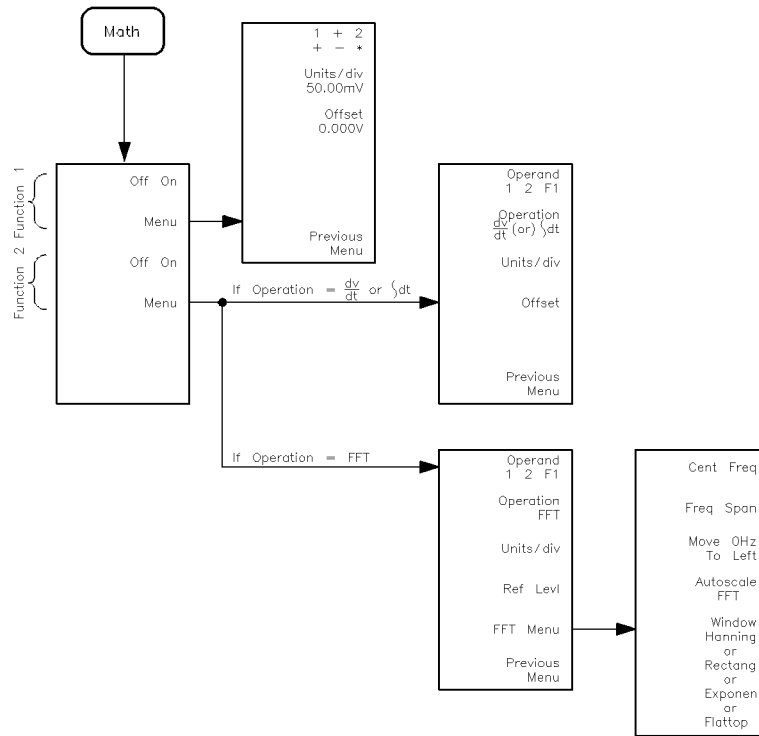 Math
Function 1
Off On
Menu
Function 2
Off On
Menu
1 + 2
+ - *
Units/div
50.00mV
Offset
0.000V
Previous
Menu
If Operation = dv/dt or ∫dt
Operand
1 2 F1
Operation
dv/dt (or) ∫dt
Units/div
Offset
Previous
Menu
If Operation = FFT
Operand
1 2 F1
Operation
FFT
Units/div
Ref Levl
FFT Menu
Previous
Menu
Cent Freq
Freq Span
Move 0Hz
To Left
Autoscale
FFT
Window
Hanning
or
Rectang
or
Exponen
or
Flattop